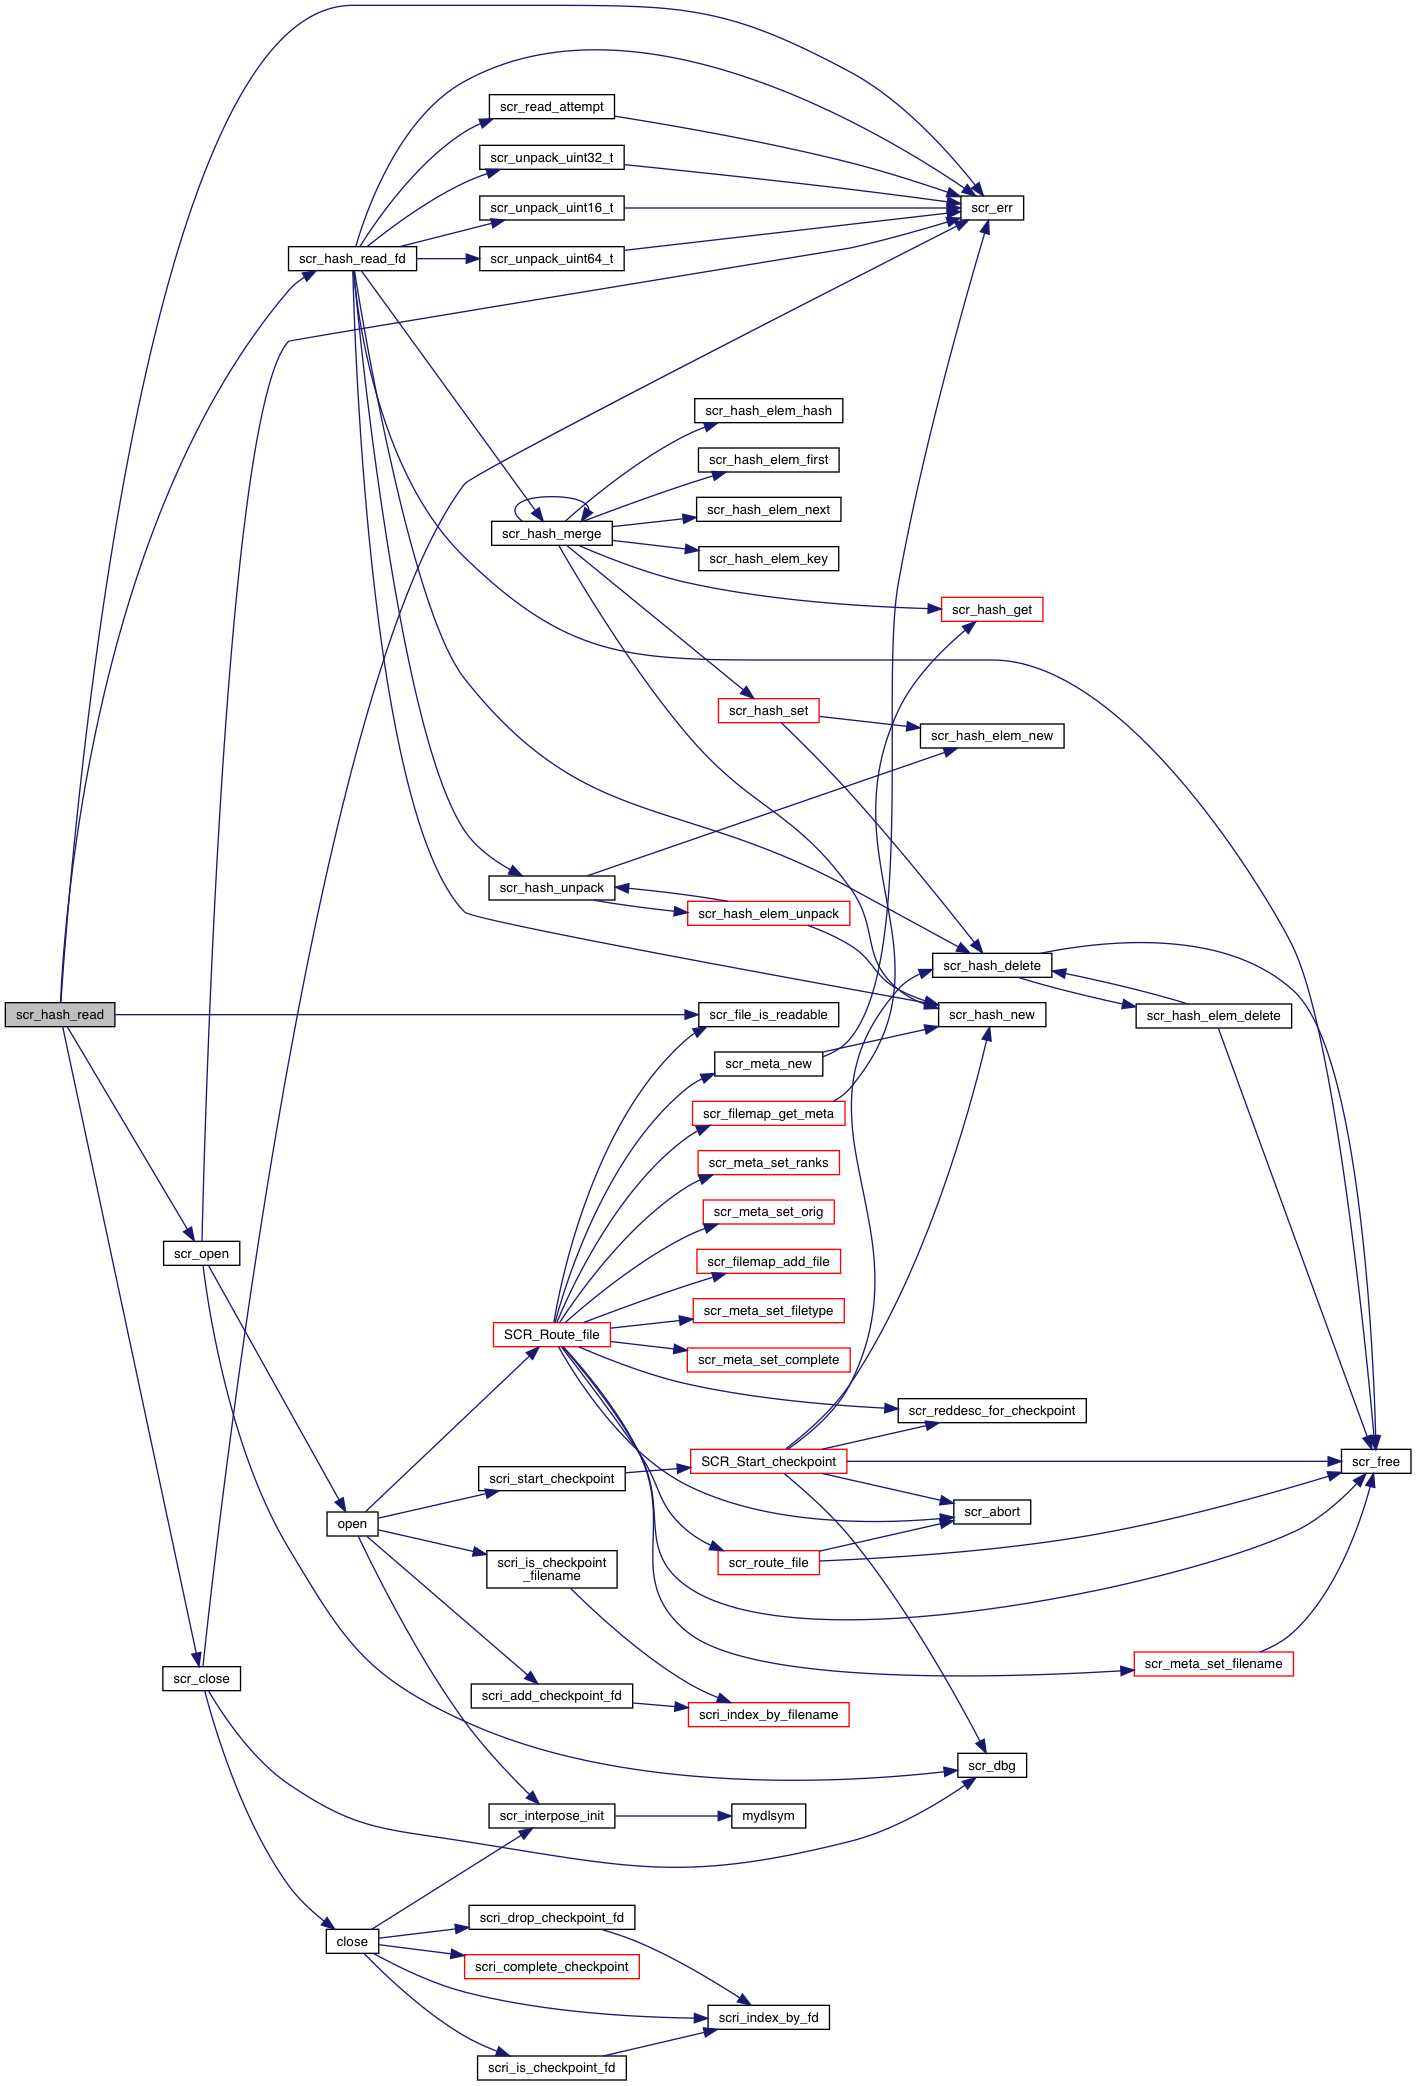 scr_read_attempt
scr_unpack_uint32_t
scr_unpack_uint16_t
scr_err
scr_hash_read_fd
scr_unpack_uint64_t
scr_hash_elem_hash
scr_hash_elem_first
scr_hash_elem_next
scr_hash_merge
scr_hash_elem_key
scr_hash_get
scr_hash_set
scr_hash_elem_new
scr_hash_unpack
scr_hash_elem_unpack
scr_hash_delete
scr_hash_read
scr_file_is_readable
scr_hash_new
scr_hash_elem_delete
scr_meta_new
scr_filemap_get_meta
scr_meta_set_ranks
scr_meta_set_orig
scr_open
scr_filemap_add_file
scr_meta_set_filetype
SCR_Route_file
scr_meta_set_complete
scr_reddesc_for_checkpoint
SCR_Start_checkpoint
scr_free
scri_start_checkpoint
scr_abort
open
scri_is_checkpoint
_filename
scr_route_file
scr_meta_set_filename
scr_close
scri_add_checkpoint_fd
scri_index_by_filename
scr_dbg
scr_interpose_init
mydlsym
scri_drop_checkpoint_fd
close
scri_complete_checkpoint
scri_index_by_fd
scri_is_checkpoint_fd